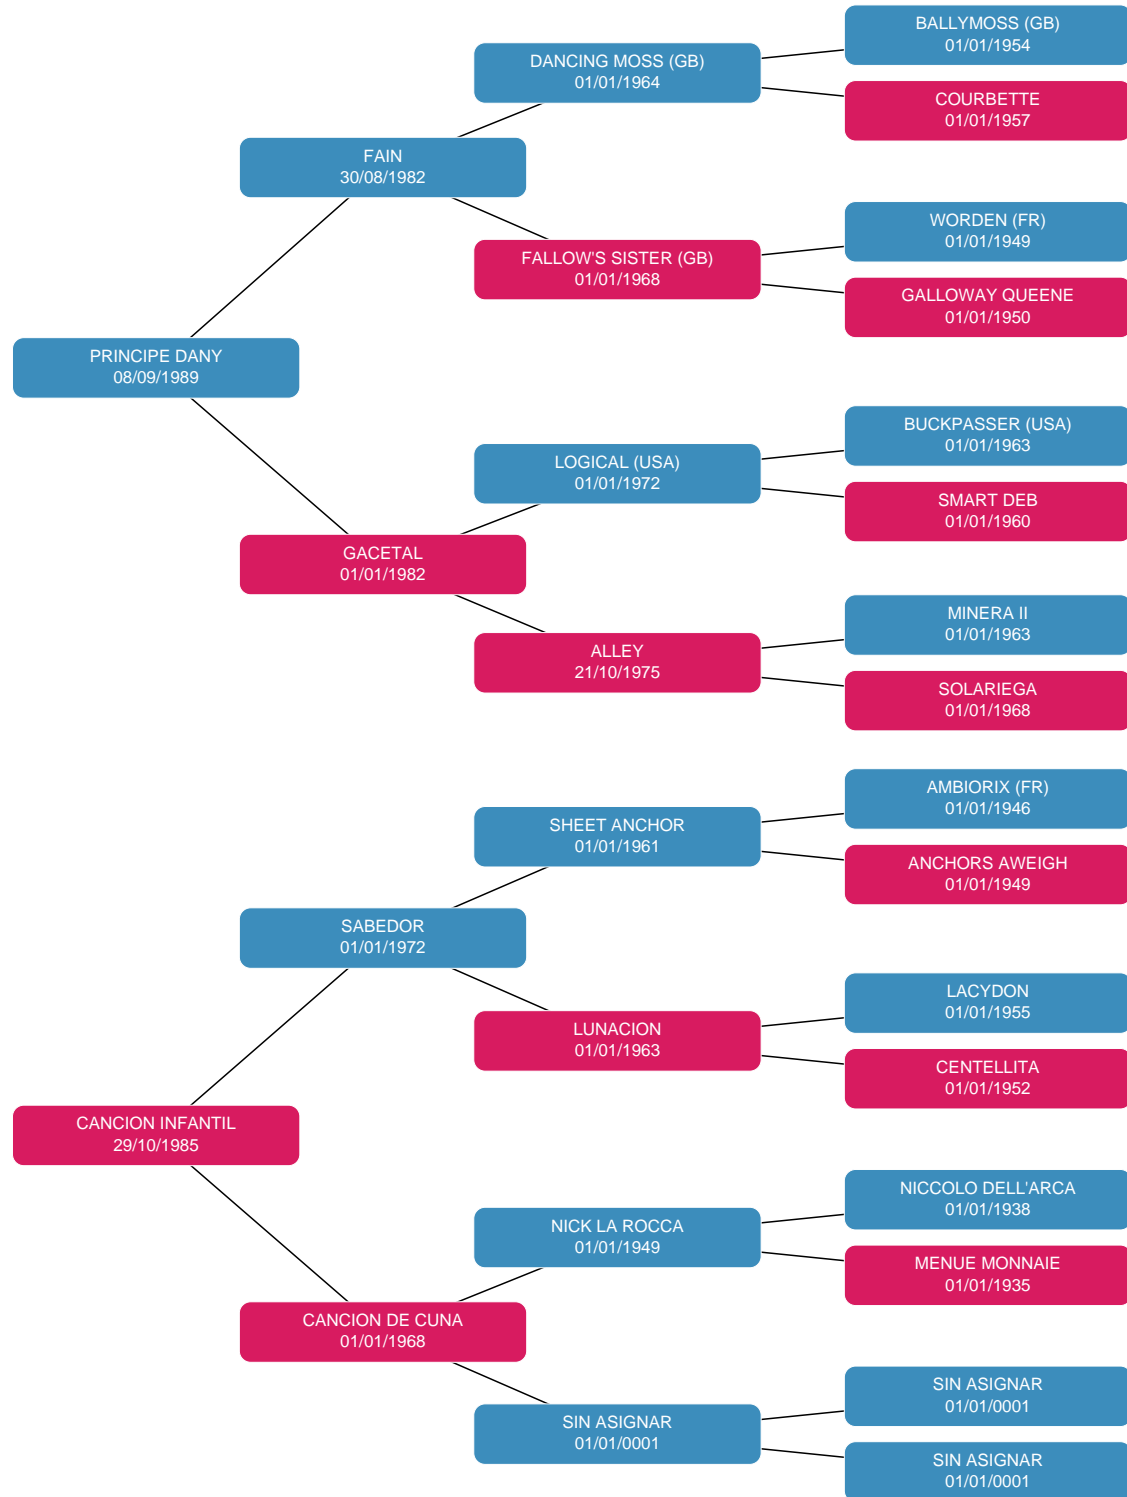 BALLYMOSS (GB)
01/01/1954
DANCING MOSS (GB)
01/01/1964
COURBETTE
01/01/1957
FAIN
30/08/1982
WORDEN (FR)
01/01/1949
FALLOW'S SISTER (GB)
01/01/1968
GALLOWAY QUEENE
01/01/1950
PRINCIPE DANY
08/09/1989
BUCKPASSER (USA)
01/01/1963
LOGICAL (USA)
01/01/1972
SMART DEB
01/01/1960
GACETAL
01/01/1982
MINERA II
01/01/1963
ALLEY
21/10/1975
SOLARIEGA
01/01/1968
AMBIORIX (FR)
01/01/1946
SHEET ANCHOR
01/01/1961
ANCHORS AWEIGH
01/01/1949
SABEDOR
01/01/1972
LACYDON
01/01/1955
LUNACION
01/01/1963
CENTELLITA
01/01/1952
CANCION INFANTIL
29/10/1985
NICCOLO DELL'ARCA
01/01/1938
NICK LA ROCCA
01/01/1949
MENUE MONNAIE
01/01/1935
CANCION DE CUNA
01/01/1968
SIN ASIGNAR
01/01/0001
SIN ASIGNAR
01/01/0001
SIN ASIGNAR
01/01/0001